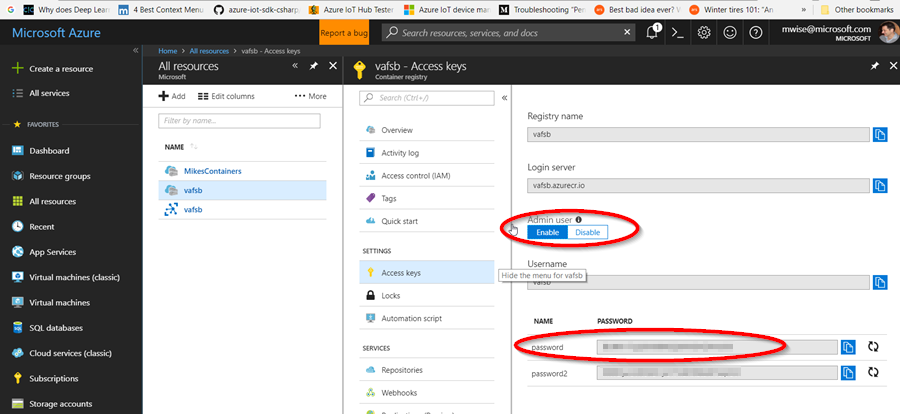 Why does Deep Lear
4 Best Context Menu
azure-iot-sdk-csharp
Azure IoT Hub Tester
Azure IoT device man
Troubleshooting "Per
Best bad idea ever? W
Winter tires 101: "An
»
Other bookmarks
Microsoft Azure
Report a bug
Search resources, services, and docs
1
mwise@microsoft.com
MICROSOFT
Create a resource
All services
FAVORITES
Dashboard
Resource groups
All resources
Recent
App Services
Virtual machines (classic)
Virtual machines
SQL databases
Cloud services (classic)
Subscriptions
Storage accounts
Home > All resources > vafsb - Access keys
All resources
Microsoft
Add
Edit columns
••• More
Filter by name...
NAME
MikesContainers
vafsb
vafsb
vafsb - Access keys
Container registry
Search (Ctrl+/)
Overview
Activity log
Access control (IAM)
Tags
Quick start
SETTINGS
Access keys
Locks
Automation script
SERVICES
Repositories
Webhooks
Registry name
vafsb
Login server
vafsb.azurecr.io
Admin user
Enable Disable
Username
Hide the menu for vafsb
vafsb
NAME PASSWORD
password
password2